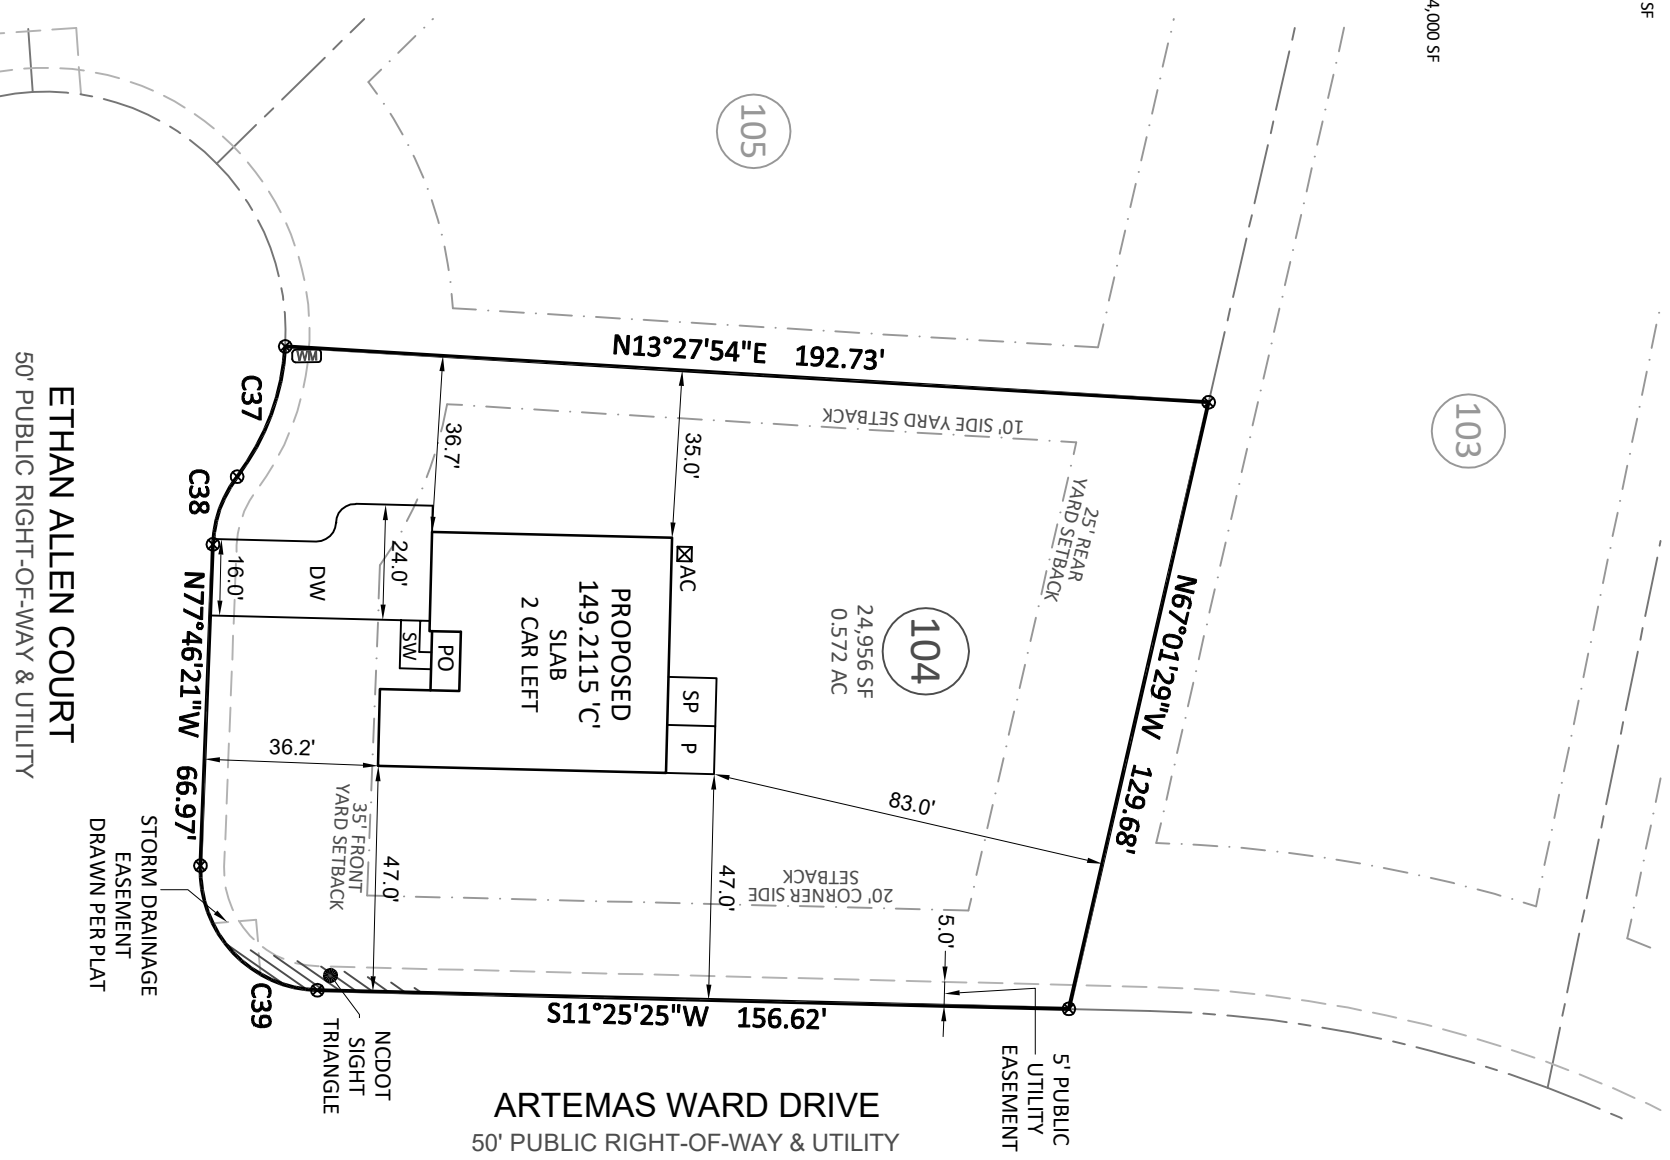 SF
4,000 SF
105
103
N13°27'54"E 192.73'
WM
10' SIDE YARD SETBACK
36.7'
35.0'
25' REAR
YARD SETBACK
C37
C38
N67°01'29"W 129.68'
104
24,956 SF
0.572 AC
AC
PROPOSED
149.2115 'C'
SLAB
2 CAR LEFT
24.0'
16.0'
DW
SW
PO
SP
P
N77°46'21"W 66.97'
36.2'
83.0'
35' FRONT
YARD SETBACK
47.0'
47.0'
20' CORNER SIDE
SETBACK
5.0'
ETHAN ALLEN COURT
50' PUBLIC RIGHT-OF-WAY & UTILITY
STORM DRAINAGE
EASEMENT
DRAWN PER PLAT
C39
S11°25'25"W 156.62'
NCDOT
SIGHT
TRIANGLE
5' PUBLIC
UTILITY
EASEMENT
ARTEMAS WARD DRIVE
50' PUBLIC RIGHT-OF-WAY & UTILITY